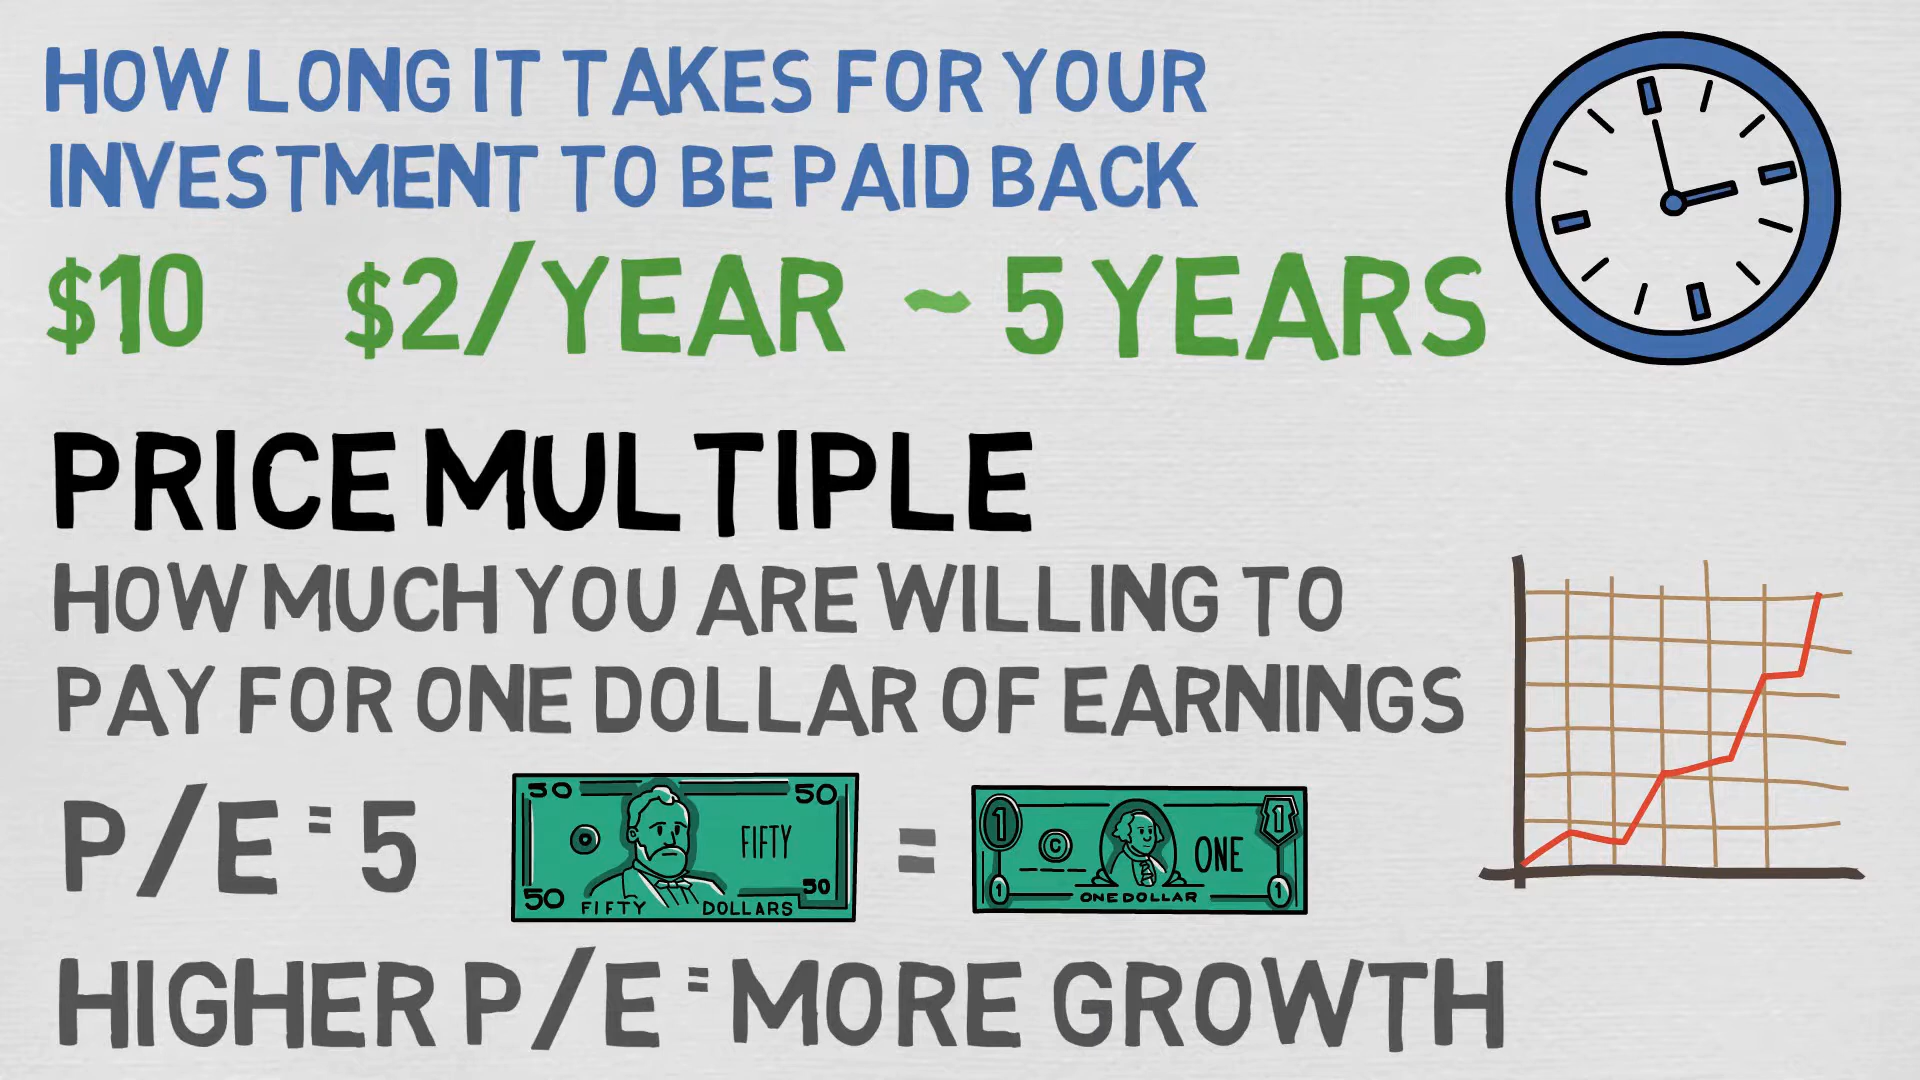 HOW LONG IT TAKES FOR YOUR
INVESTMENT TO BE PAID BACK
$10 $2/YEAR ~ 5 YEARS
PRICE MULTIPLE
HOW MUCH YOU ARE WILLING TO
PAY FOR ONE DOLLAR OF EARNINGS
P/E = 5
50 50
FIFTY
50 50
FIFTY DOLLARS
=
1 1
C ONE
1 1
ONE DOLLAR
HIGHER P/E = MORE GROWTH